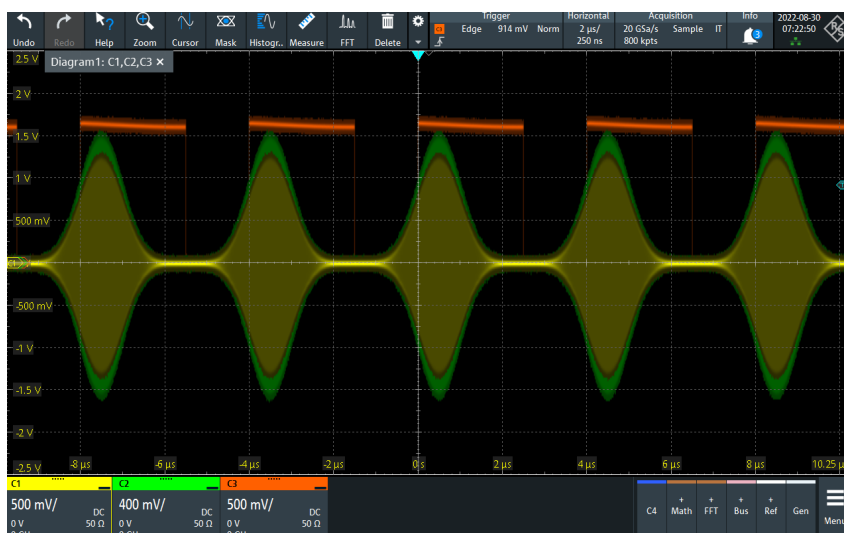 Trigger Horizontal Acquisition Info 2022-08-30
Edge 914 mV Norm 2 µs/ 20 GSa/s Sample IT 3 07:22:50
C3 250 ns 800 kpts R S
Undo Redo Help Zoom Cursor Mask Histogr.. Measure FFT Delete
2.5 V Diagram1: C1,C2,C3 ×
2 V
1.5 V
1 V
500 mV
C1
-500 mV
-1 V
-1.5 V
-2 V
-2.5 V -8 µs -6 µs -4 µs -2 µs 0 s 2 µs 4 µs 6 µs 8 µs 10.25 µ
C1 C2 C3
500 mV/ DC 400 mV/ DC 500 mV/ DC
0 V 50 Ω 0 V 50 Ω 0 V 50 Ω
C4 + Math + FFT + Bus + Ref Gen Menu